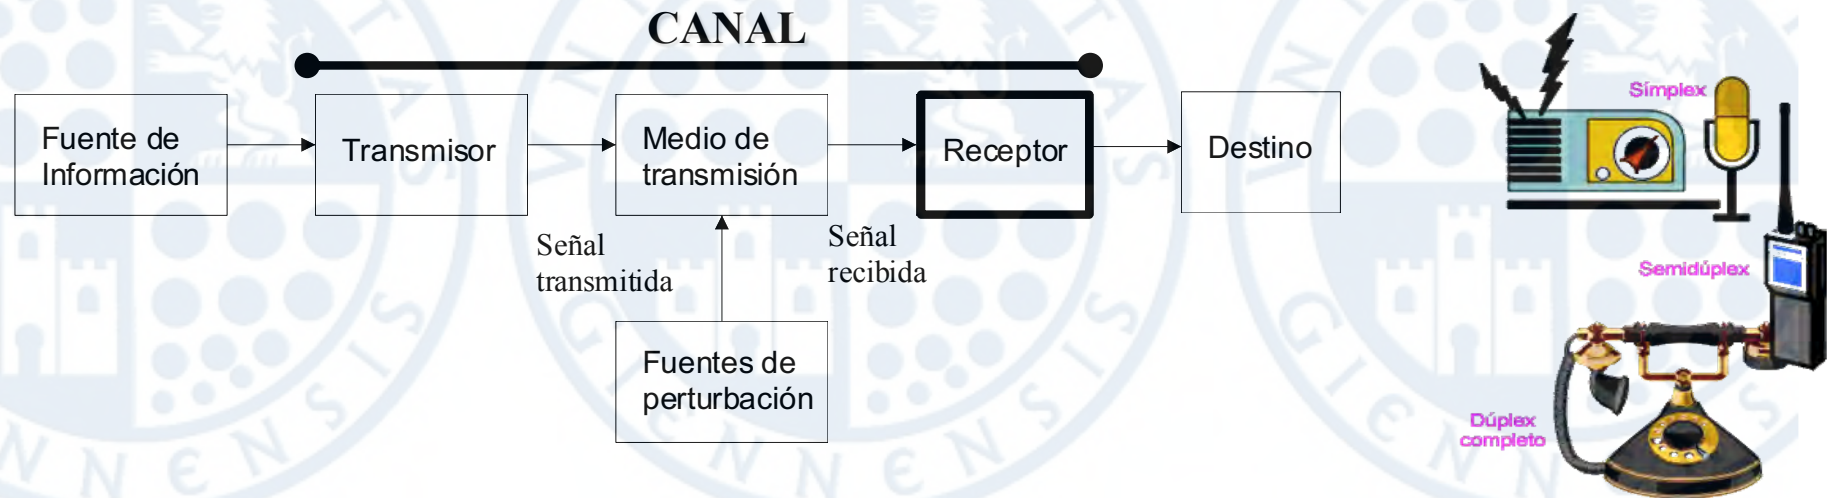 CANAL
Fuente de
Información
Transmisor
Medio de
transmisión
Receptor
Destino
Señal
transmitida
Señal
recibida
Fuentes de
perturbación
Símplex
Semidúplex
Dúplex
completo